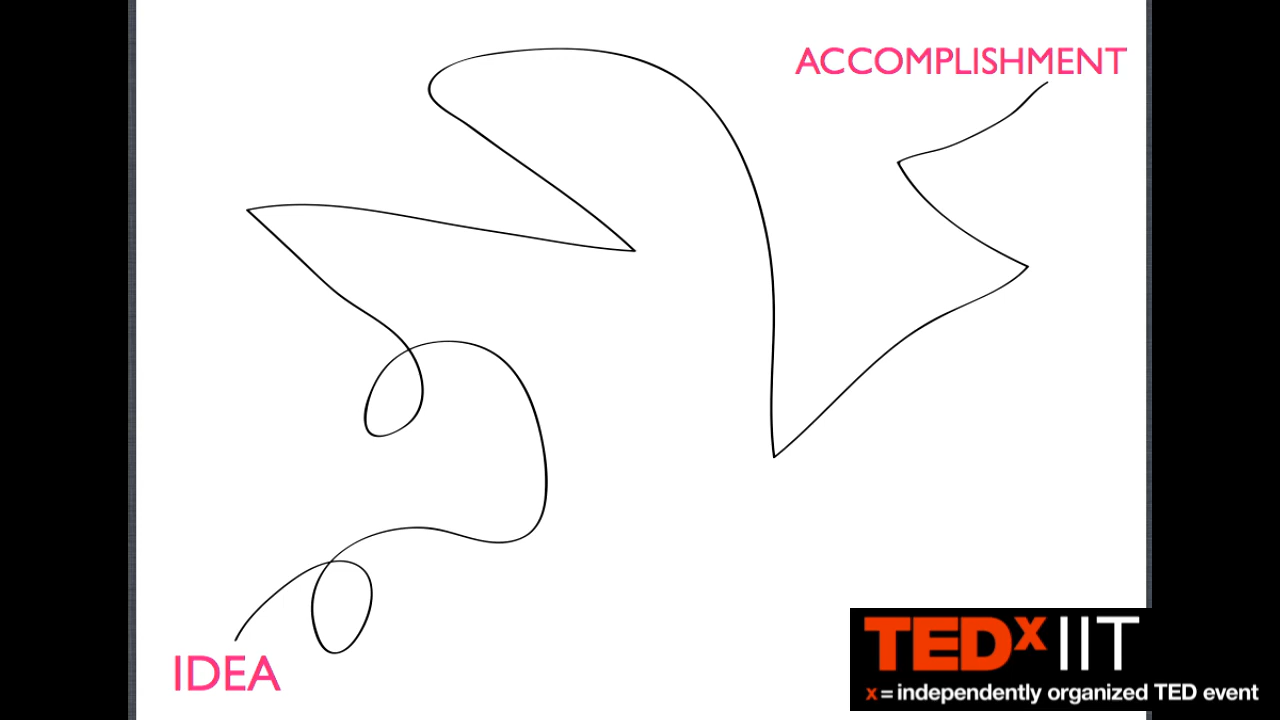 ACCOMPLISHMENT
IDEA
TEDx IIT
x = independently organized TED event